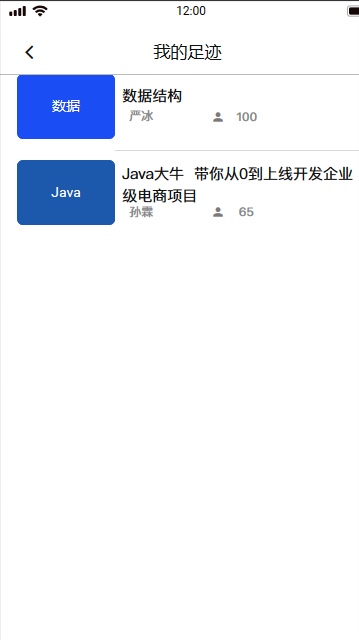 12:00
我的足迹
数据
数据结构
严冰
100
Java
Java大牛 带你从0到上线开发企业
级电商项目
孙霖
65